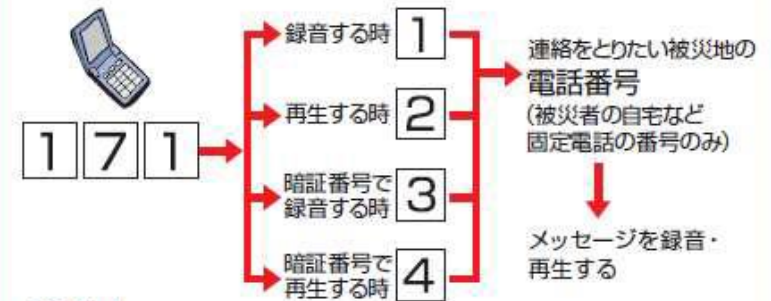 171
録音する時 1
再生する時 2
暗証番号で
録音する時 3
暗証番号で
再生する時 4
連絡をとりたい被災地の
電話番号
(被災者の自宅など
固定電話の番号のみ)
メッセージを録音・
再生する